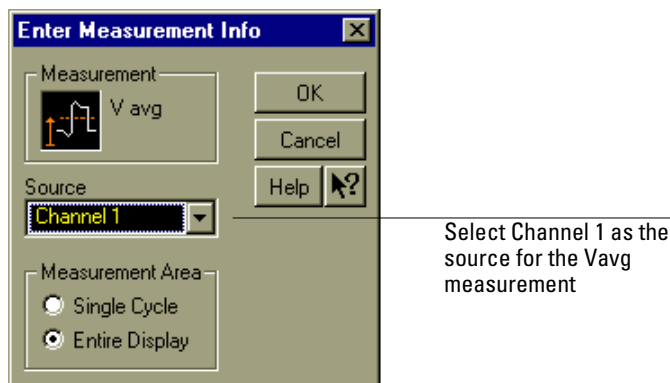 Enter Measurement Info
Measurement
V avg
OK
Cancel
Help
?
Source
Channel 1
Measurement Area
Single Cycle
Entire Display
Select Channel 1 as the
source for the Vavg
measurement